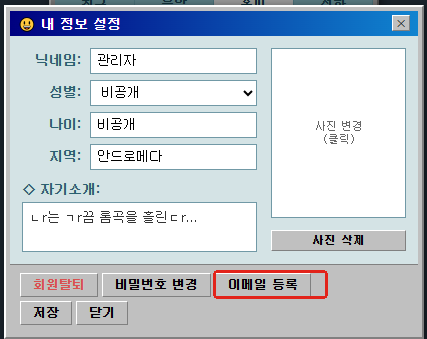 내 정보 설정
닉네임: 관리자
성별: 비공개
나이: 비공개
지역: 안드로메다
사진 변경
(클릭)
◇ 자기소개:
ㄴr는 ㄱr끔 롬곡을 흘린ㄷr...
사진 삭제
회원탈퇴 비밀번호 변경 이메일 등록
저장 닫기